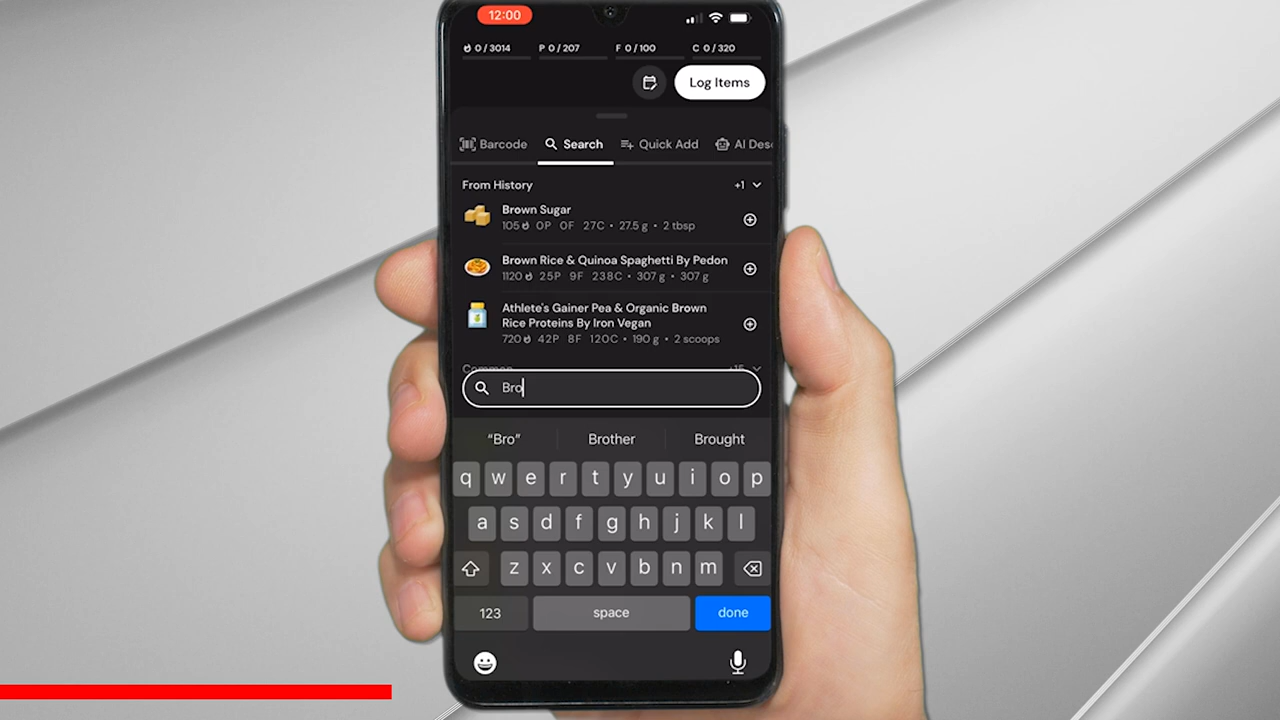 12:00
0 / 3014 P 0 / 207 F 0 / 100 C 0 / 320
Log Items
Barcode Search Quick Add AI Desc
From History +1
Brown Sugar
105 0P 0F 27C • 27.5 g • 2 tbsp
Brown Rice & Quinoa Spaghetti By Pedon
1120 25P 9F 238C • 307 g • 307 g
Athlete's Gainer Pea & Organic Brown
Rice Proteins By Iron Vegan
720 42P 8F 120C • 190 g • 2 scoops
Common +15
Bro
"Bro" Brother Brought
q w e r t y u i o p
a s d f g h j k l
z x c v b n m
123 space done